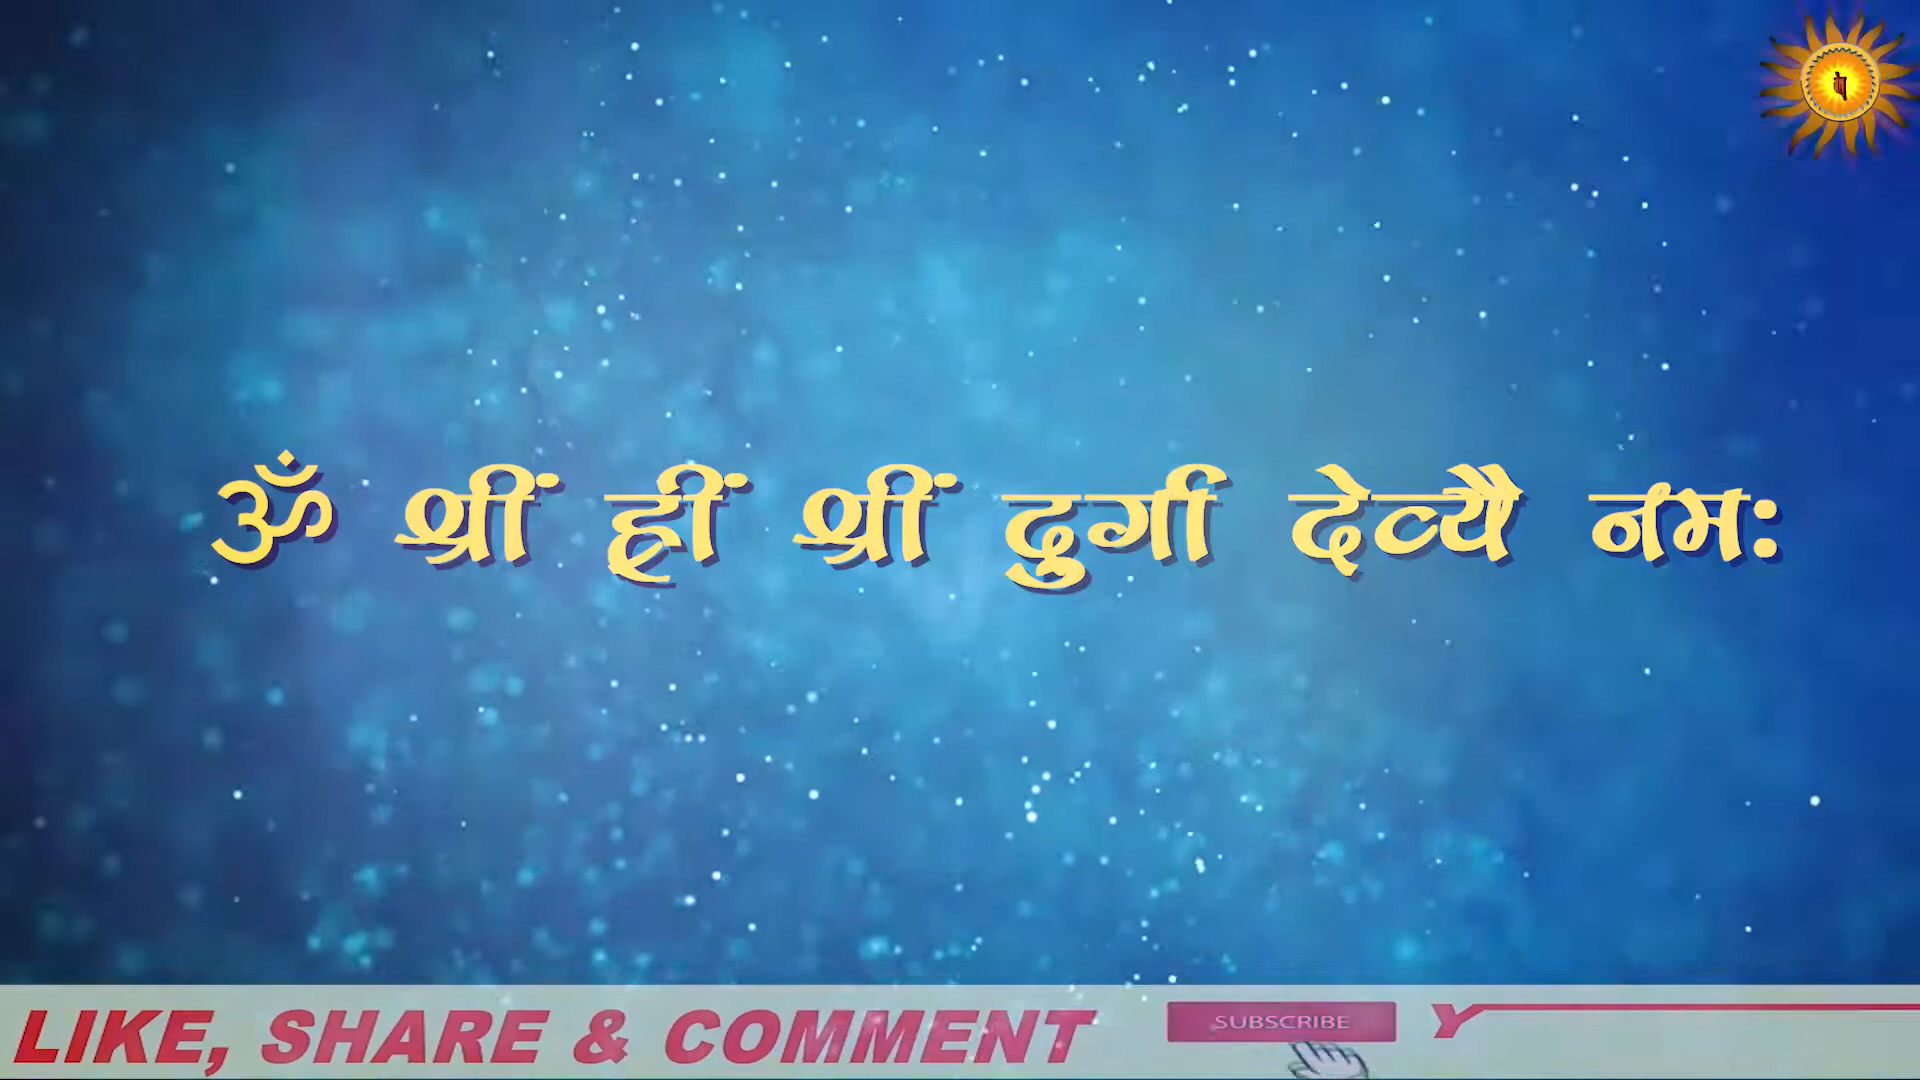 ॐ श्रीं ह्रीं श्रीं दुर्गा देव्यै नमः
LIKE, SHARE & COMMENT
SUBSCRIBE